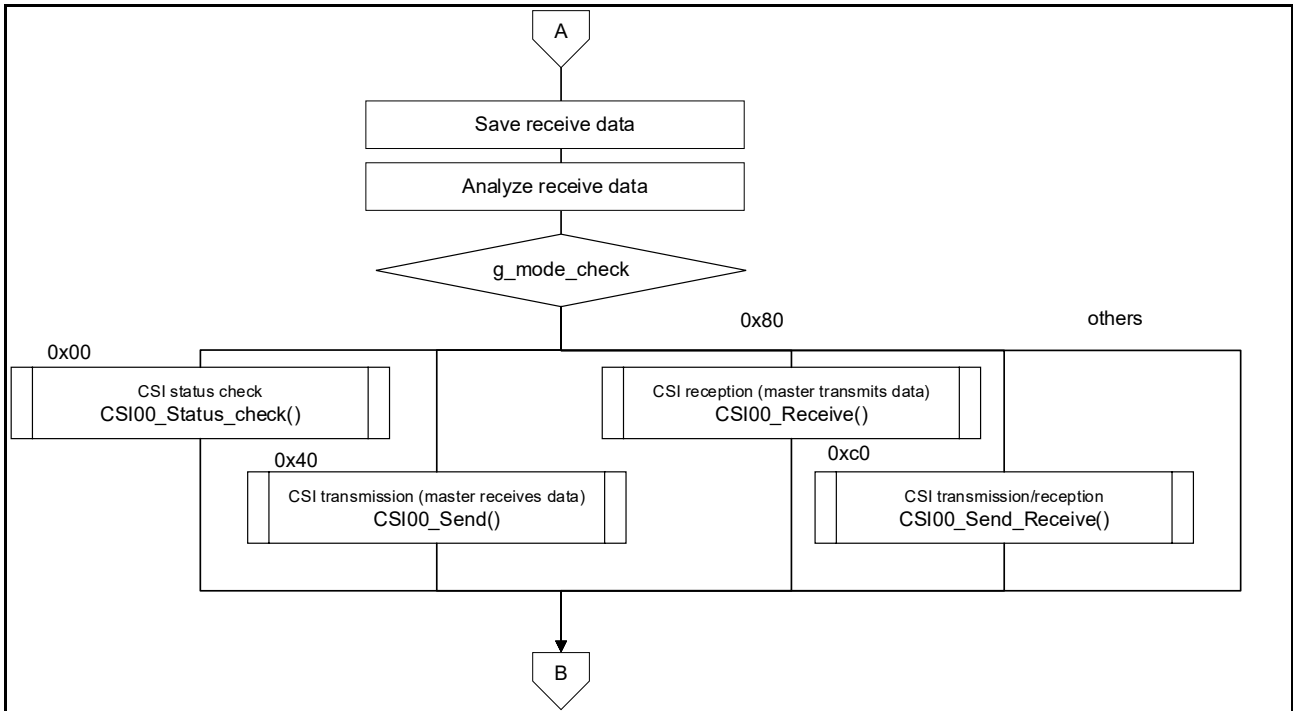 A
Save receive data
Analyze receive data
g_mode_check
0x80
others
0x00
CSI status check
CSI00_Status_check()
CSI reception (master transmits data)
CSI00_Receive()
0x40
0xc0
CSI transmission (master receives data)
CSI00_Send()
CSI transmission/reception
CSI00_Send_Receive()
B